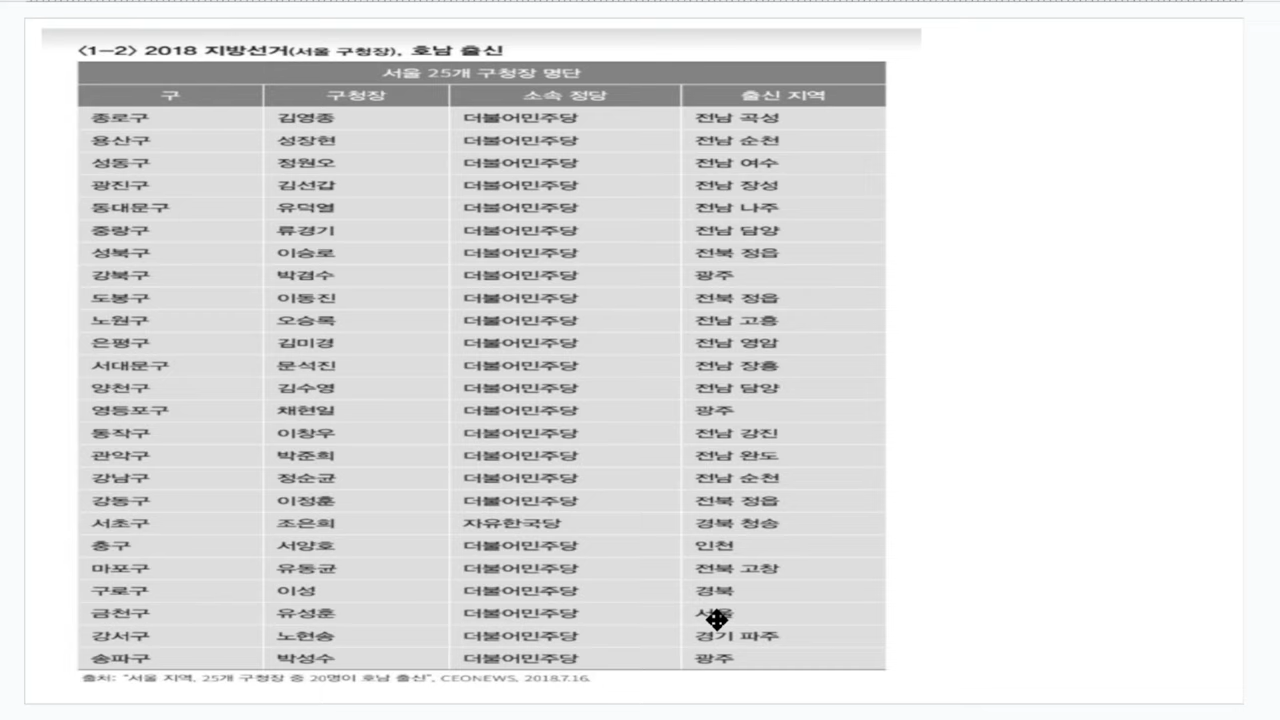 <1-2> 2018 지방선거(서울 구청장), 호남 출신
서울 25개 구청장 명단
구 구청장 소속 정당 출신 지역
종로구 김영종 더불어민주당 전남 곡성
용산구 성장현 더불어민주당 전남 순천
성동구 정원오 더불어민주당 전남 여수
광진구 김선갑 더불어민주당 전남 장성
동대문구 유덕열 더불어민주당 전남 나주
중랑구 류경기 더불어민주당 전남 담양
성북구 이승로 더불어민주당 전북 정읍
강북구 박겸수 더불어민주당 광주
도봉구 이동진 더불어민주당 전북 정읍
노원구 오승록 더불어민주당 전남 고흥
은평구 김미경 더불어민주당 전남 영암
서대문구 문석진 더불어민주당 전남 장흥
양천구 김수영 더불어민주당 전남 담양
영등포구 채현일 더불어민주당 광주
동작구 이창우 더불어민주당 전남 강진
관악구 박준희 더불어민주당 전남 완도
강남구 정순균 더불어민주당 전남 순천
강동구 이정훈 더불어민주당 전북 정읍
서초구 조은희 자유한국당 경북 청송
중구 서양호 더불어민주당 인천
마포구 유동균 더불어민주당 전북 고창
구로구 이성 더불어민주당 경북
금천구 유성훈 더불어민주당 서울
강서구 노현송 더불어민주당 경기 파주
송파구 박성수 더불어민주당 광주
출처: "서울 지역, 25개 구청장 중 20명이 호남 출신", CEONEWS, 2018.7.16.